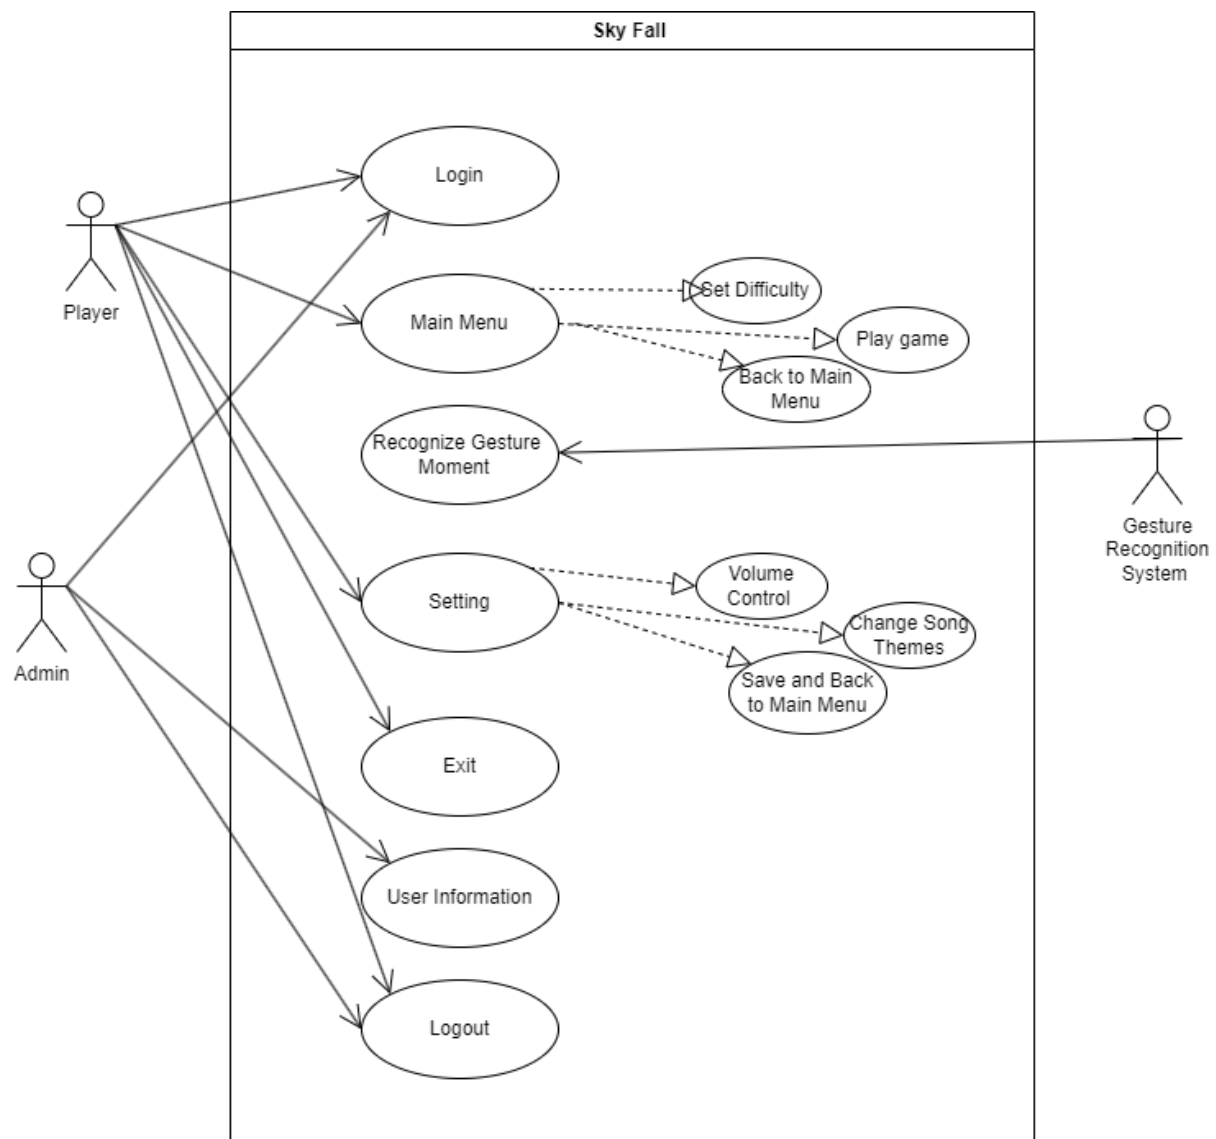 Sky Fall
Login
Player
Main Menu
Set Difficulty
Play game
Back to Main
Menu
Recognize Gesture
Moment
Gesture
Recognition
System
Admin
Setting
Volume
Control
Change Song
Themes
Save and Back
to Main Menu
Exit
User Information
Logout